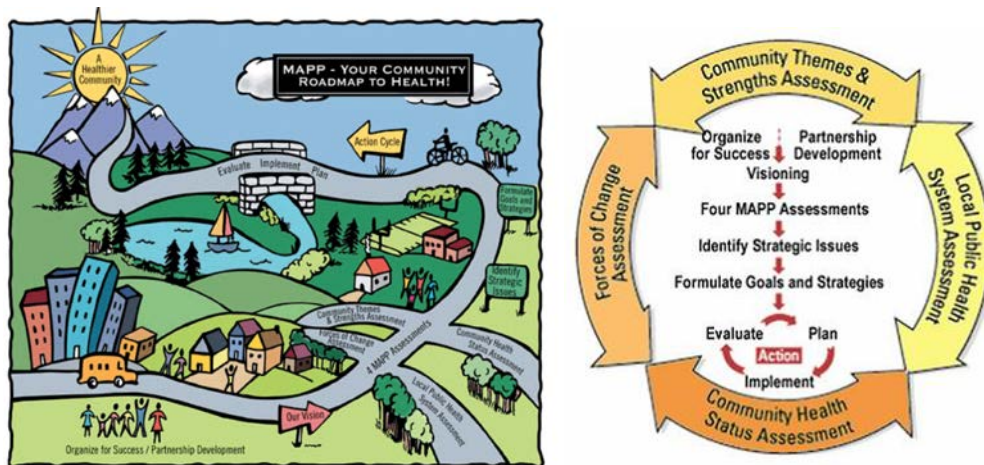 A
Healthier
Community
MAPP - YOUR COMMUNITY
ROADMAP TO HEALTH!
Action Cycle
Evaluate Implement Plan
Formulate
Goals and
Strategies
Identify
Strategic
Issues
Community Themes
& Strengths Assessment
Forces of Change
Assessment
4 MAPP Assessments
Community Health
Status Assessment
Local Public Health
System Assessment
Our Vision
Organize for Success / Partnership Development
Community Themes &
Strengths Assessment
Forces of Change
Assessment
Local Public Health
System Assessment
Community Health
Status Assessment
Organize
for Success
Partnership
Development
Visioning
Four MAPP Assessments
Identify Strategic Issues
Formulate Goals and Strategies
Evaluate
Plan
Action
Implement